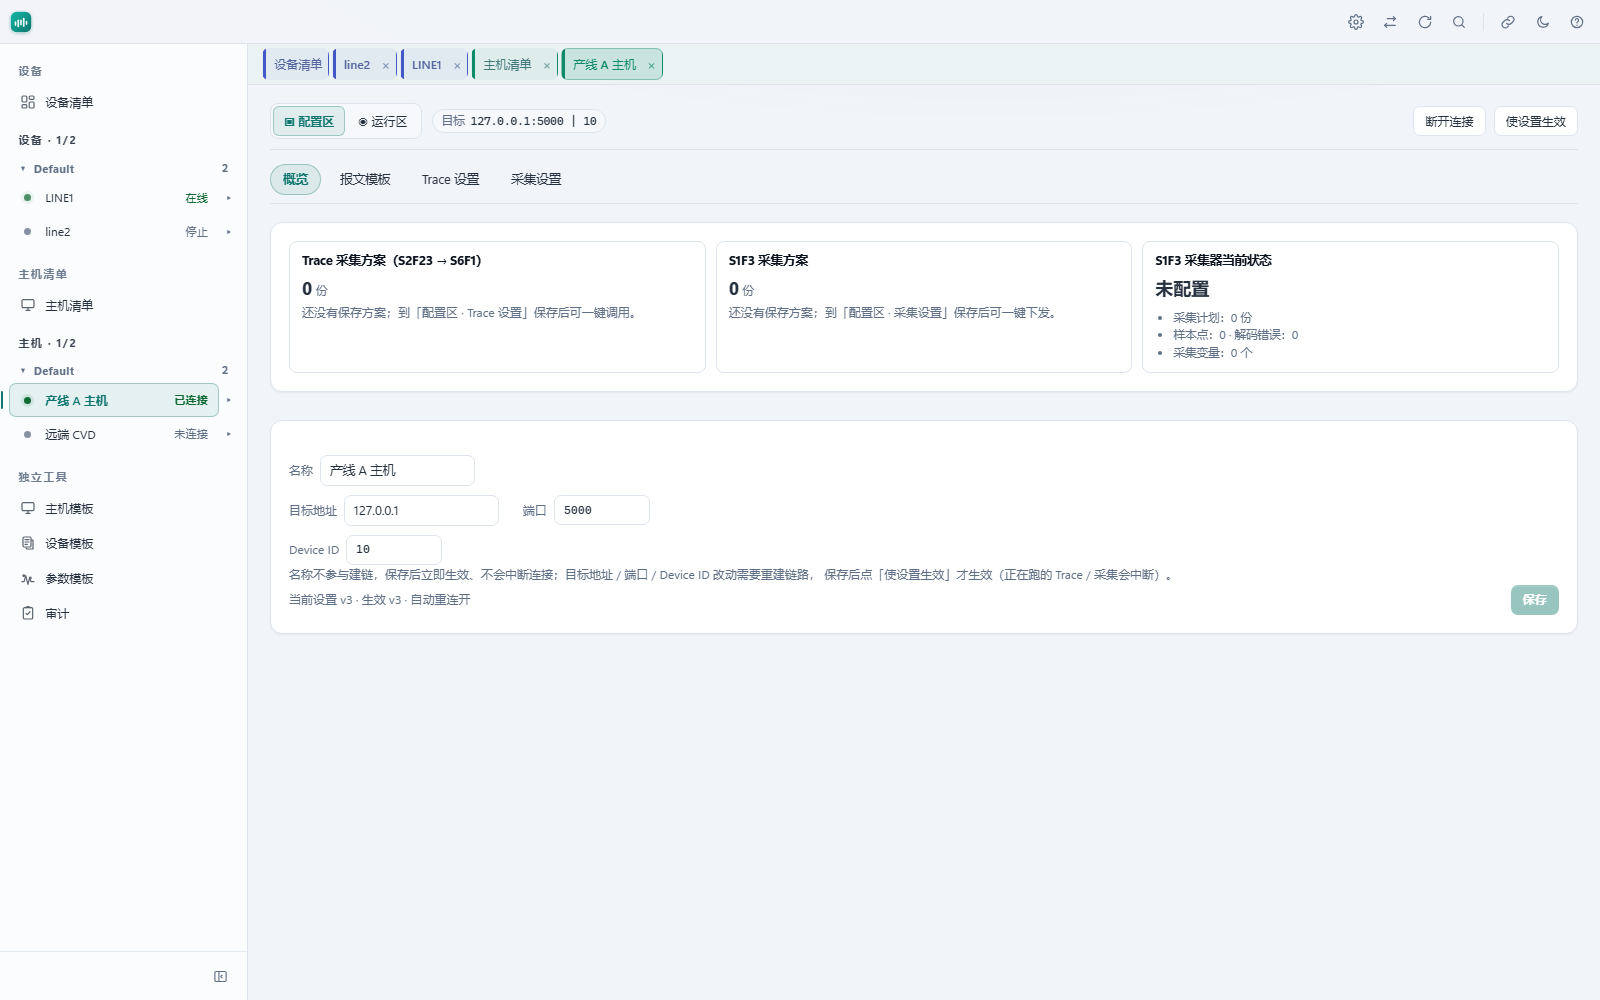 设备
设备清单
设备 · 1/2
Default 2
LINE1 在线
line2 停止
主机清单
主机清单
主机 · 1/2
Default 2
产线 A 主机 已连接
远端 CVD 未连接
独立工具
主机模板
设备模板
参数模板
审计
设备清单 line2 × LINE1 × 主机清单 × 产线 A 主机 ×
配置区 运行区 目标 127.0.0.1:5000 | 10 断开连接 使设置生效
概览 报文模板 Trace 设置 采集设置
Trace 采集方案（S2F23 → S6F1）
0 份
还没有保存方案；到「配置区 · Trace 设置」保存后可一键调用。
S1F3 采集方案
0 份
还没有保存方案；到「配置区 · 采集设置」保存后可一键下发。
S1F3 采集器当前状态
未配置
• 采集计划：0 份
• 样本点：0 · 解码错误：0
• 采集变量：0 个
名称 产线 A 主机
目标地址 127.0.0.1 端口 5000
Device ID 10
名称不参与建链，保存后立即生效、不会中断连接；目标地址 / 端口 / Device ID 改动需要重建链路， 保存后点「使设置生效」才生效（正在跑的 Trace / 采集会中断）。
当前设置 v3 · 生效 v3 · 自动重连开
保存